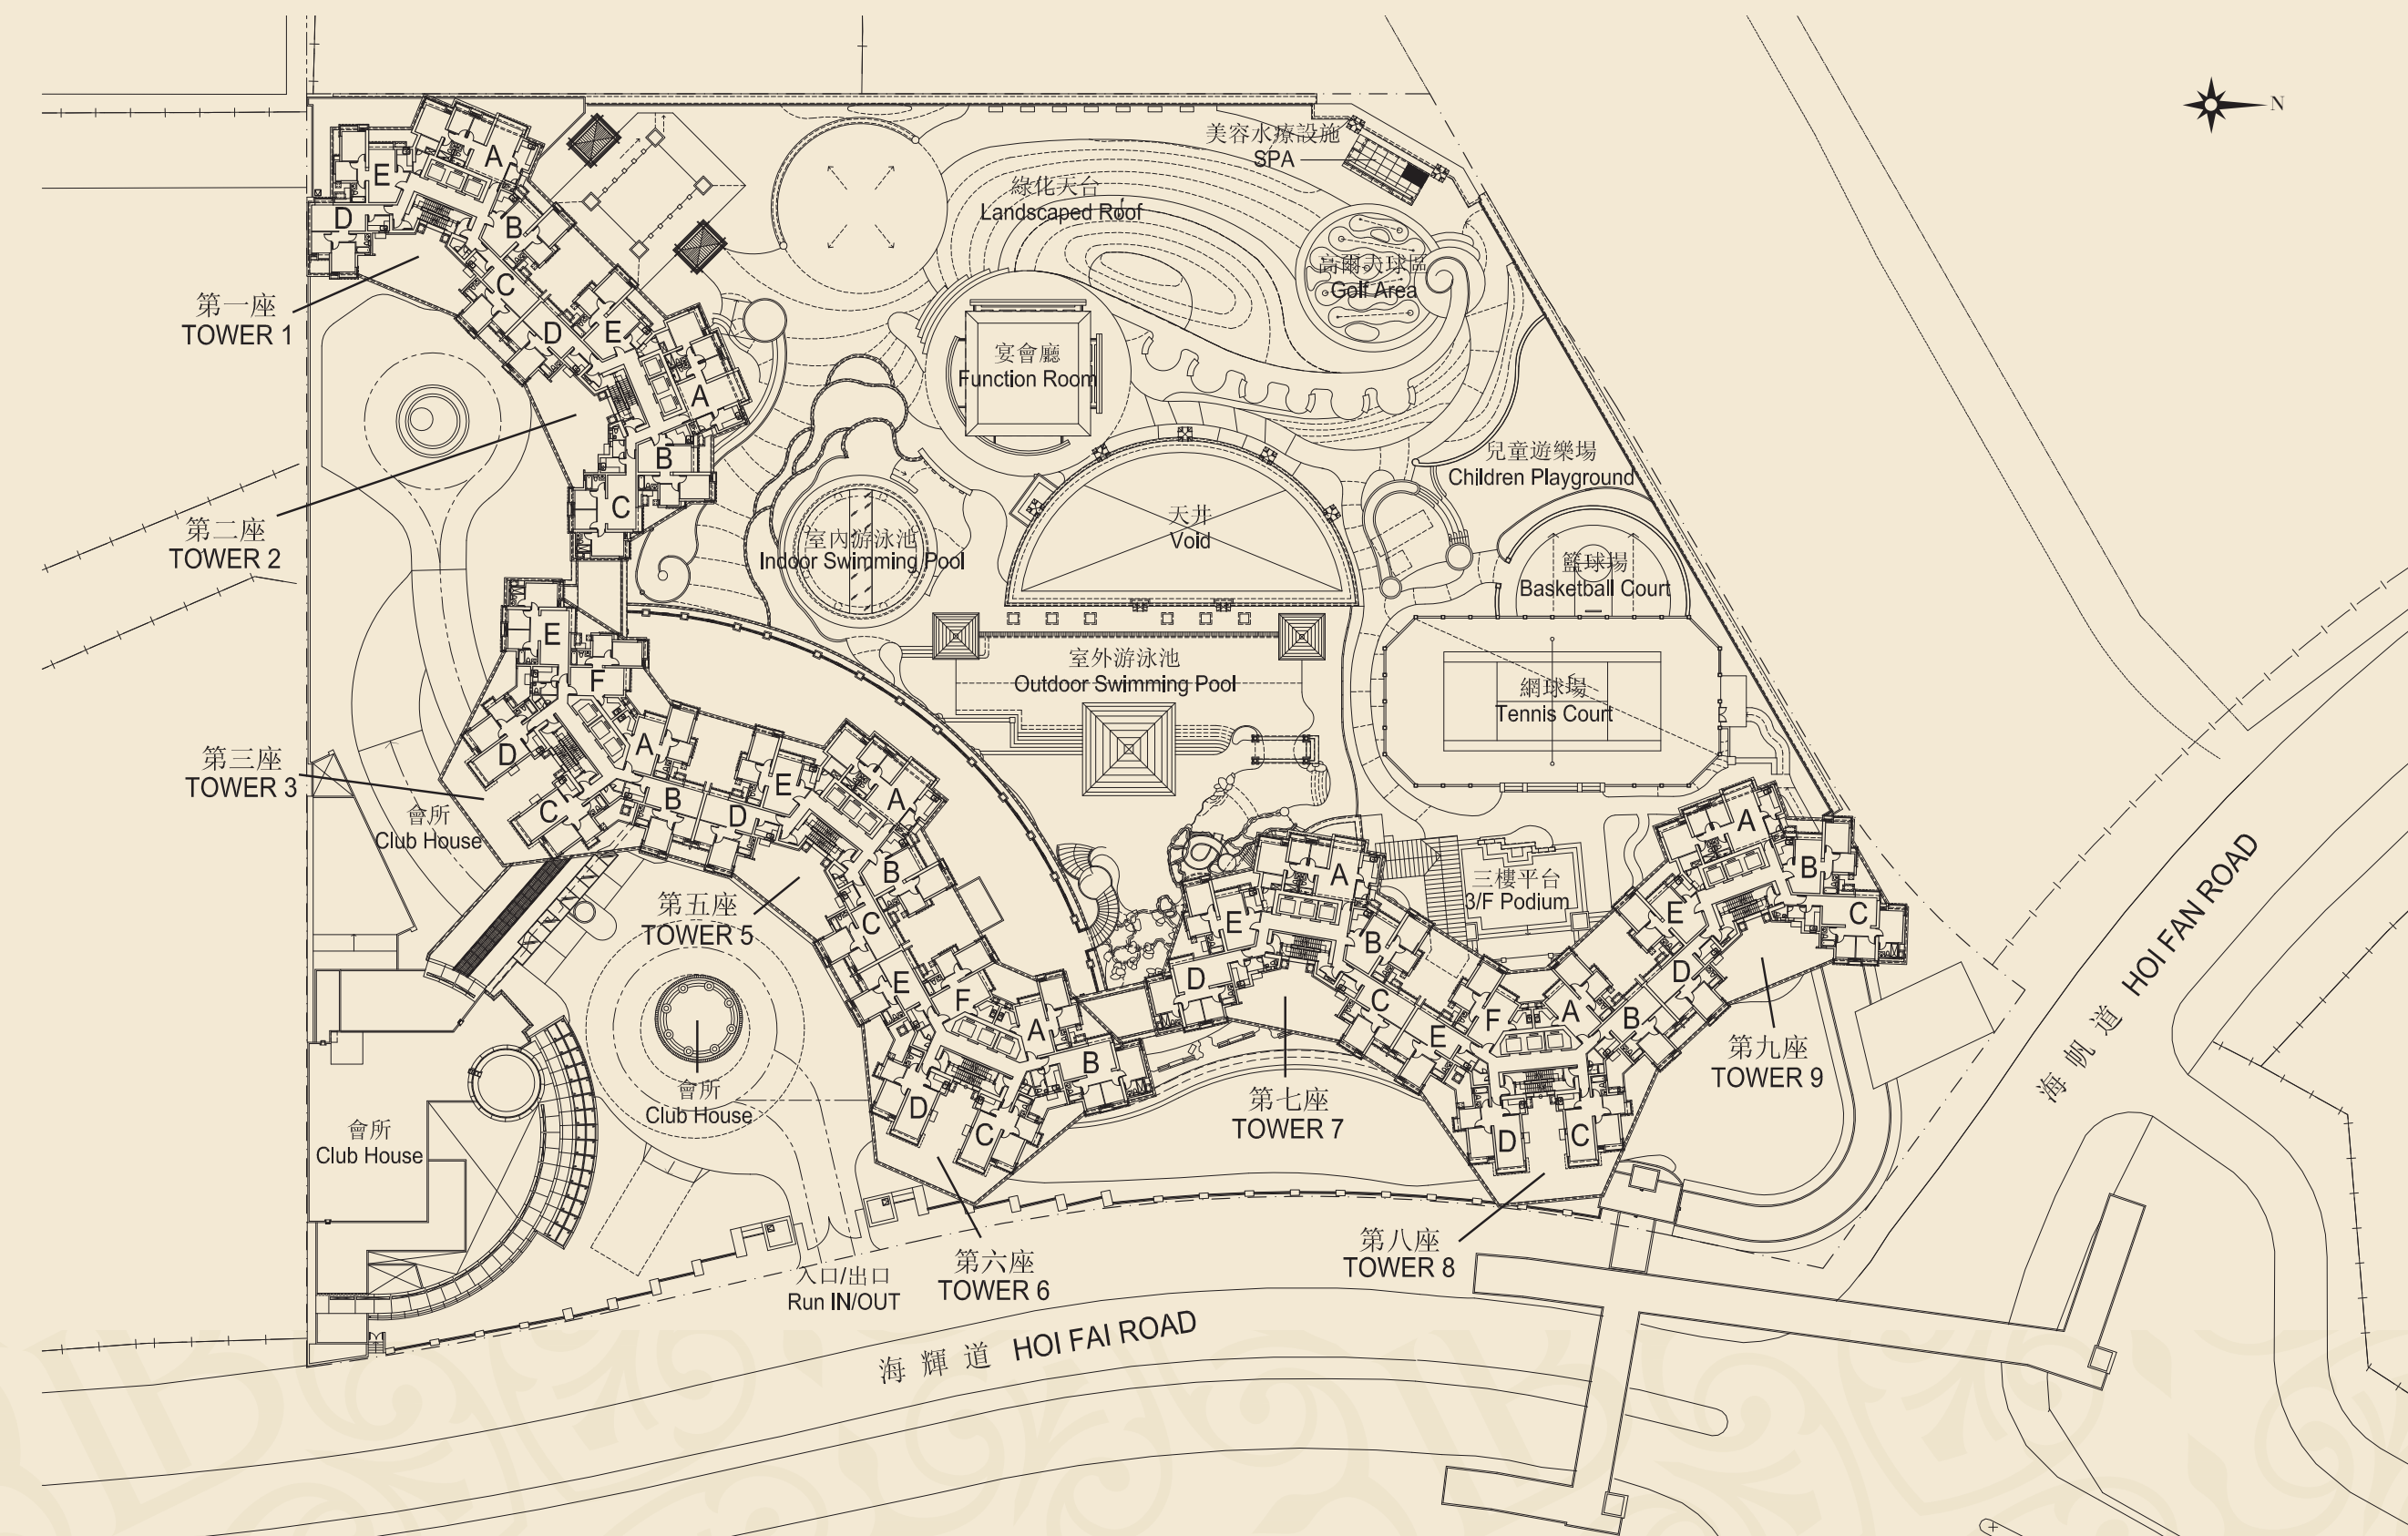 N
美容水療設施
SPA
綠化天台
Landscaped Roof
高爾夫球區
Golf Area
A
E
D
B
C
第一座
TOWER 1
D
E
A
B
C
宴會廳
Function Room
兒童遊樂場
Children Playground
第二座
TOWER 2
室內游泳池
Indoor Swimming Pool
天井
Void
籃球場
Basketball Court
室外游泳池
Outdoor Swimming Pool
網球場
Tennis Court
E
F
A
D
C
B
第三座
TOWER 3
會所
Club House
D
E
A
B
C
第五座
TOWER 5
E
F
A
B
D
C
A
E
B
D
C
三樓平台
3/F Podium
A
B
C
E
D
E
F
A
B
D
C
第九座
TOWER 9
會所
Club House
會所
Club House
第七座
TOWER 7
第六座
TOWER 6
第八座
TOWER 8
入口/出口
Run IN/OUT
海輝道 HOI FAI ROAD
海帆道 HOI FAN ROAD